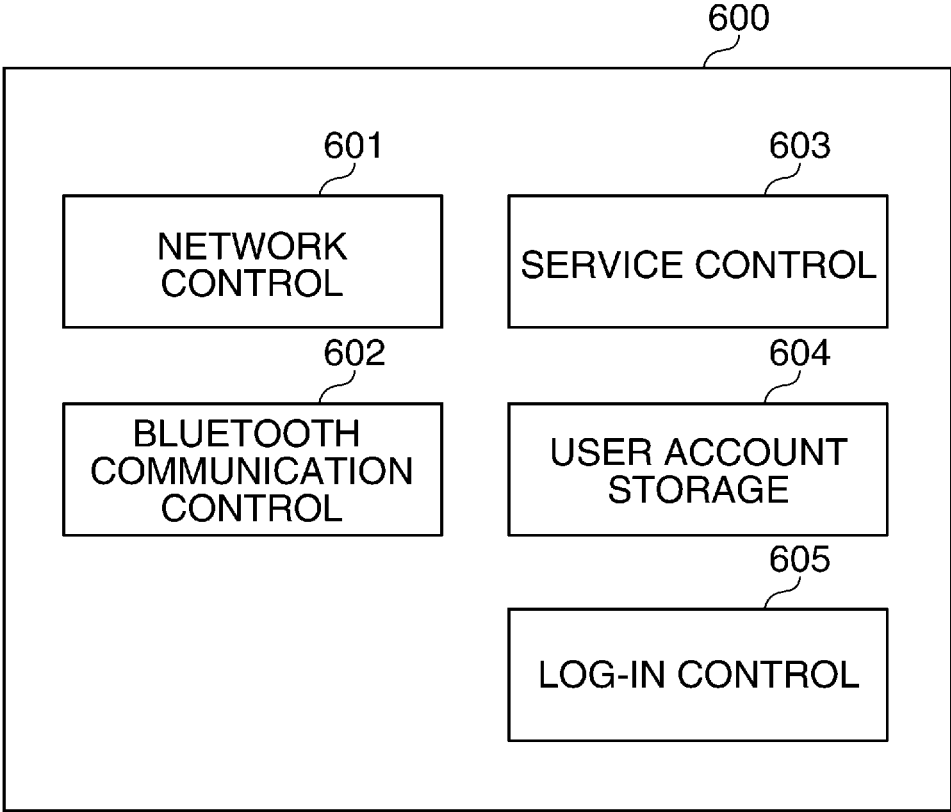 600
601
NETWORK
CONTROL
603
SERVICE CONTROL
602
BLUETOOTH
COMMUNICATION
CONTROL
604
USER ACCOUNT
STORAGE
605
LOG-IN CONTROL